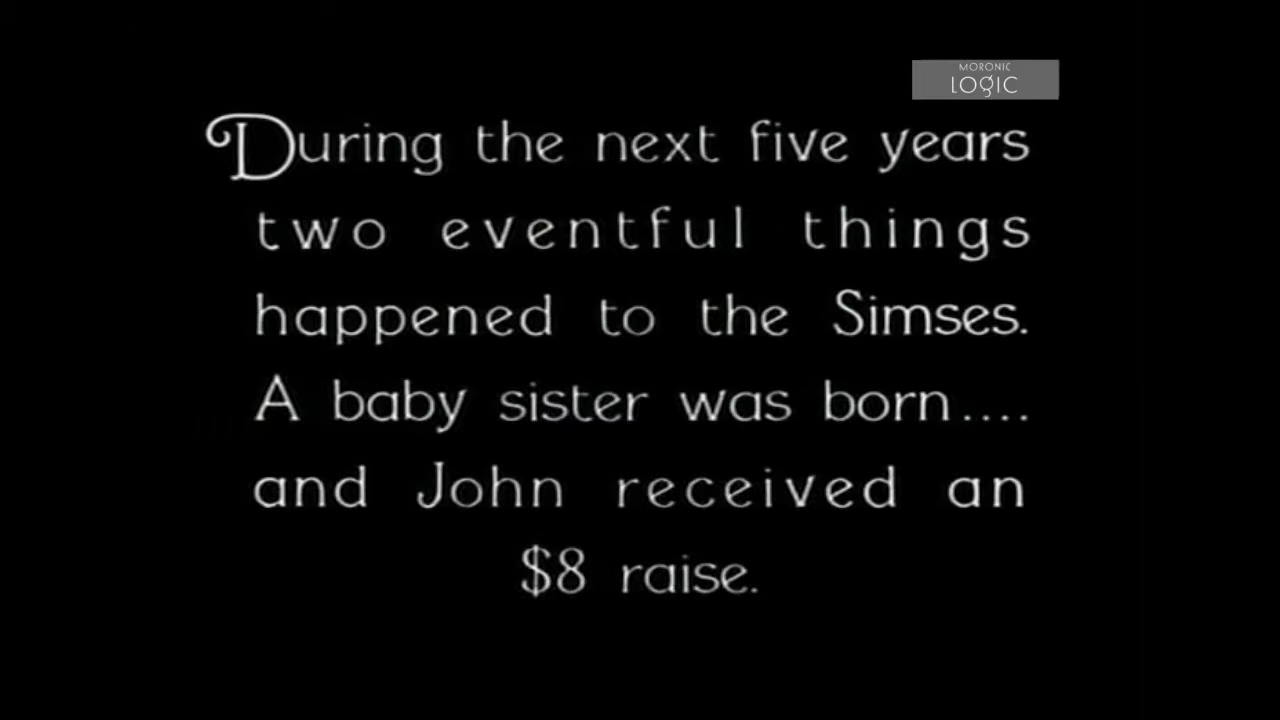 MORONIC
LOGIC
During the next five years
two eventful things
happened to the Simses.
A baby sister was born....
and John received an
$8 raise.